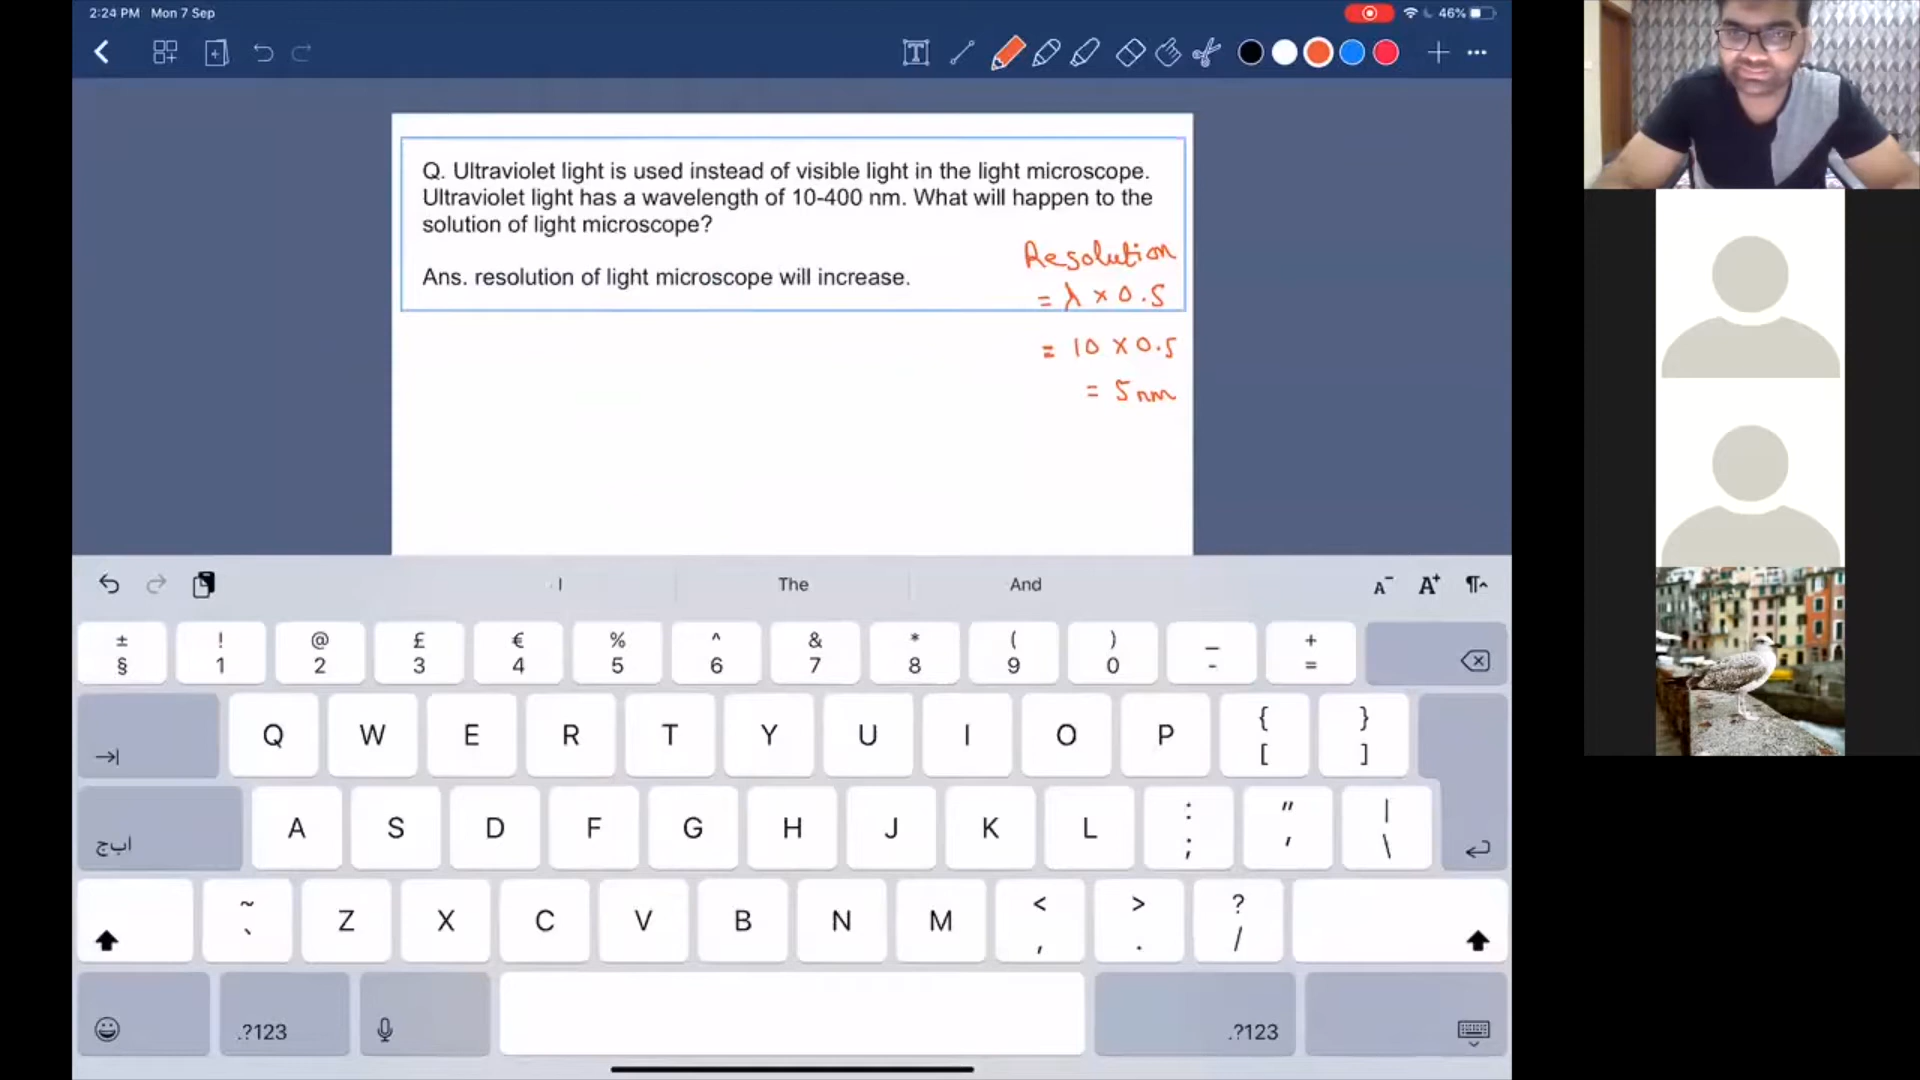 2:24 PM Mon 7 Sep
46%
Q. Ultraviolet light is used instead of visible light in the light microscope.
Ultraviolet light has a wavelength of 10-400 nm. What will happen to the
solution of light microscope?
Ans. resolution of light microscope will increase.
Resolution
= λ × 0.5
= 10 × 0.5
= 5nm
I The And
± ! @ £ € % ^ & * ( ) _ +
§ 1 2 3 4 5 6 7 8 9 0 - =
Q W E R T Y U I O P { }
[ ]
A S D F G H J K L : " |
ابج ; ' \
~ Z X C V B N M < > ?
` , . /
.?123 .?123